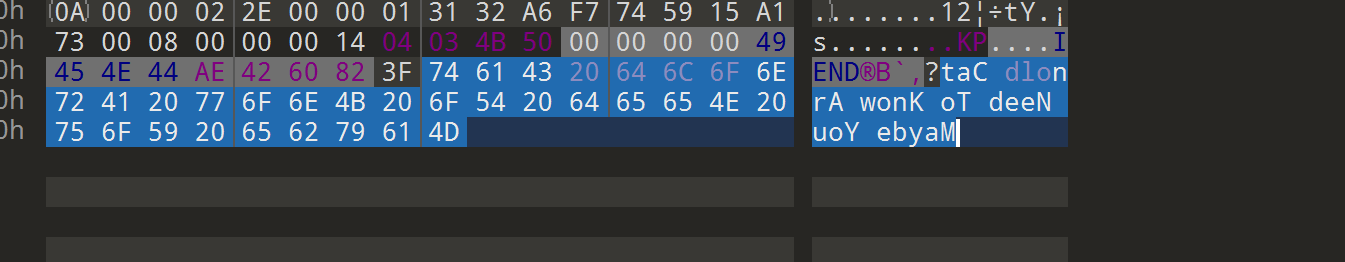 0h 0A 00 00 02 2E 00 00 01 31 32 A6 F7 74 59 15 A1 ........12¦÷tY.¡
0h 73 00 08 00 00 00 14 04 03 4B 50 00 00 00 00 49 s........KP....I
0h 45 4E 44 AE 42 60 82 3F 74 61 43 20 64 6C 6F 6E END®B`‚?taC dlon
0h 72 41 20 77 6F 6E 4B 20 6F 54 20 64 65 65 4E 20 rA wonK oT deeN
0h 75 6F 59 20 65 62 79 61 4D uoY ebyaM